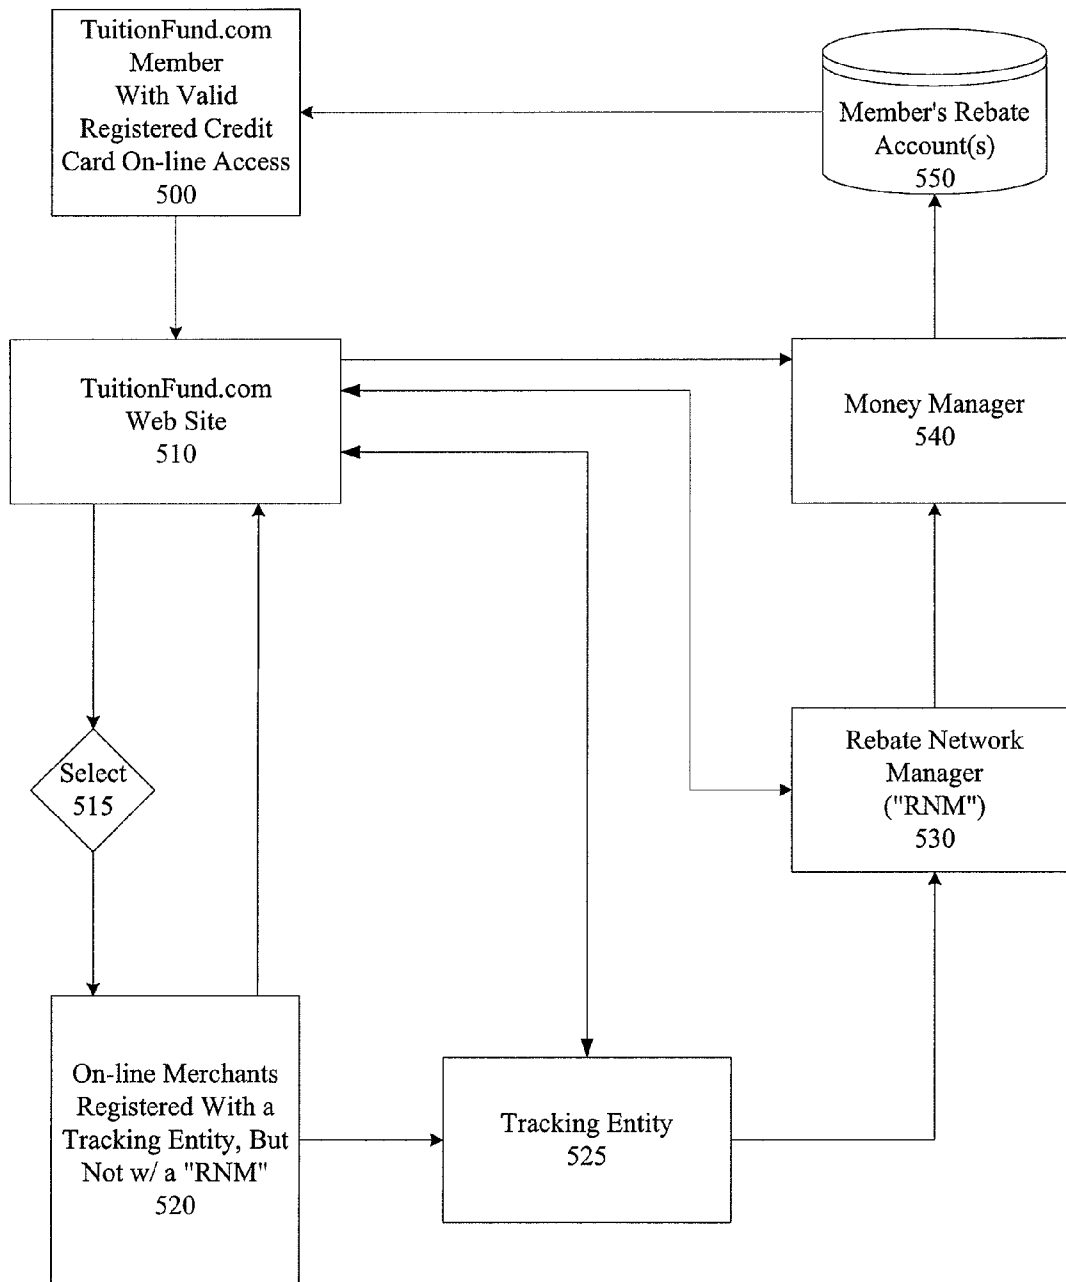 TuitionFund.com
Member
With Valid
Registered Credit
Card On-line Access
500
Member's Rebate
Account(s)
550
TuitionFund.com
Web Site
510
Money Manager
540
Select
515
Rebate Network
Manager
("RNM")
530
On-line Merchants
Registered With a
Tracking Entity, But
Not w/ a "RNM"
520
Tracking Entity
525